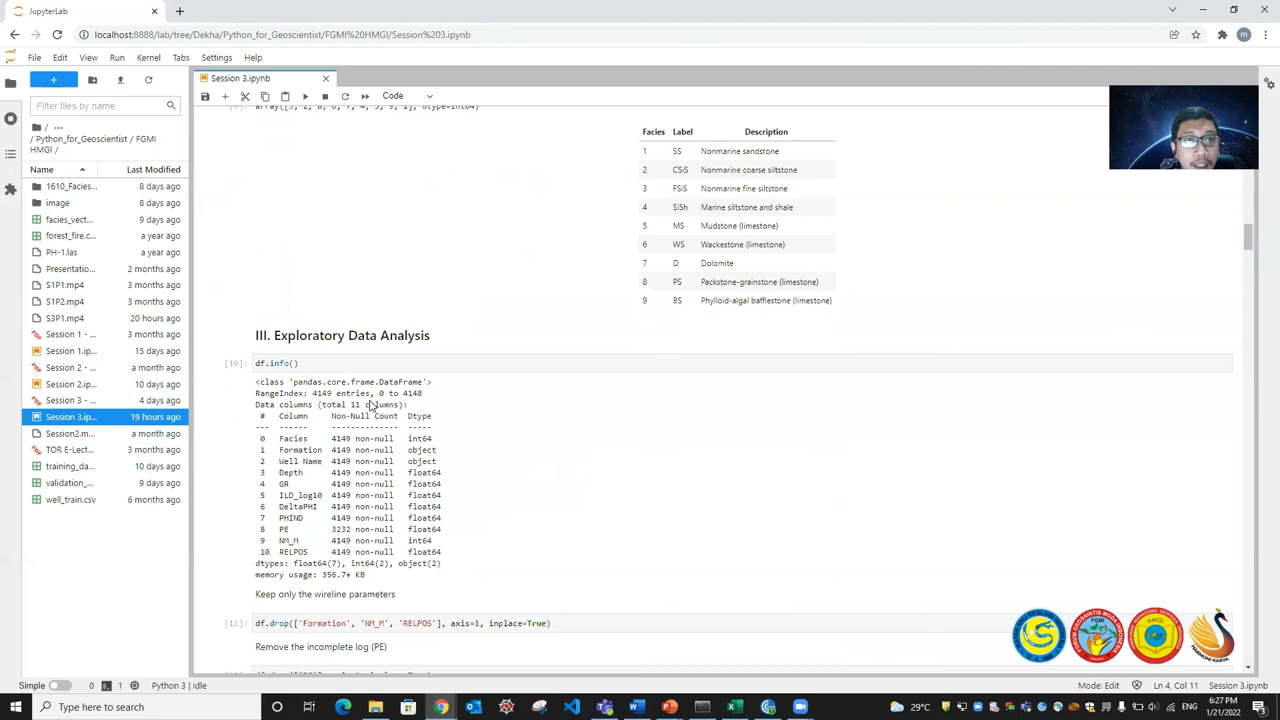 JupyterLab
localhost:8888/lab/tree/Dekha/Python_for_Geoscientist/FGMI%20HMGI/Session%203.ipynb
File Edit View Run Kernel Tabs Settings Help
Filter files by name
/ ···
/ Python_for_Geoscientist / FGMI
HMGI /
Name Last Modified
1610_Facies... 8 days ago
image 8 days ago
facies_vect... 9 days ago
forest_fire.c... a year ago
PH-1.las a year ago
Presentatio... 2 months ago
S1P1.mp4 3 months ago
S1P2.mp4 3 months ago
S3P1.mp4 20 hours ago
Session 1 - ... 3 months ago
Session 1.ip... 15 days ago
Session 2 - ... a month ago
Session 2.ip... 10 days ago
Session 3 - ... 4 days ago
Session 3.ip... 19 hours ago
Session2.m... a month ago
TOR E-Lect... 3 months ago
training_da... 10 days ago
validation_... 9 days ago
well_train.csv 6 months ago
Session 3.ipynb
Code
Facies Label Description
1 SS Nonmarine sandstone
2 CSiS Nonmarine coarse siltstone
3 FSiS Nonmarine fine siltstone
4 SiSh Marine siltstone and shale
5 MS Mudstone (limestone)
6 WS Wackestone (limestone)
7 D Dolomite
8 PS Packstone-grainstone (limestone)
9 BS Phylloid-algal bafflestone (limestone)
III. Exploratory Data Analysis
[10]: df.info()
<class 'pandas.core.frame.DataFrame'>
RangeIndex: 4149 entries, 0 to 4148
Data columns (total 11 columns):
# Column Non-Null Count Dtype
--- ------ -------------- -----
0 Facies 4149 non-null int64
1 Formation 4149 non-null object
2 Well Name 4149 non-null object
3 Depth 4149 non-null float64
4 GR 4149 non-null float64
5 ILD_log10 4149 non-null float64
6 DeltaPHI 4149 non-null float64
7 PHIND 4149 non-null float64
8 PE 3232 non-null float64
9 NM_M 4149 non-null int64
10 RELPOS 4149 non-null float64
dtypes: float64(7), int64(2), object(2)
memory usage: 356.7+ KB
Keep only the wireline parameters
[11]: df.drop(['Formation', 'NM_M', 'RELPOS'], axis=1, inplace=True)
Remove the incomplete log (PE)
Simple 0 1 Python 3 | Idle Mode: Edit Ln 4, Col 11 Session 3.ipynb
Type here to search
29°C
6:27 PM
1/21/2022